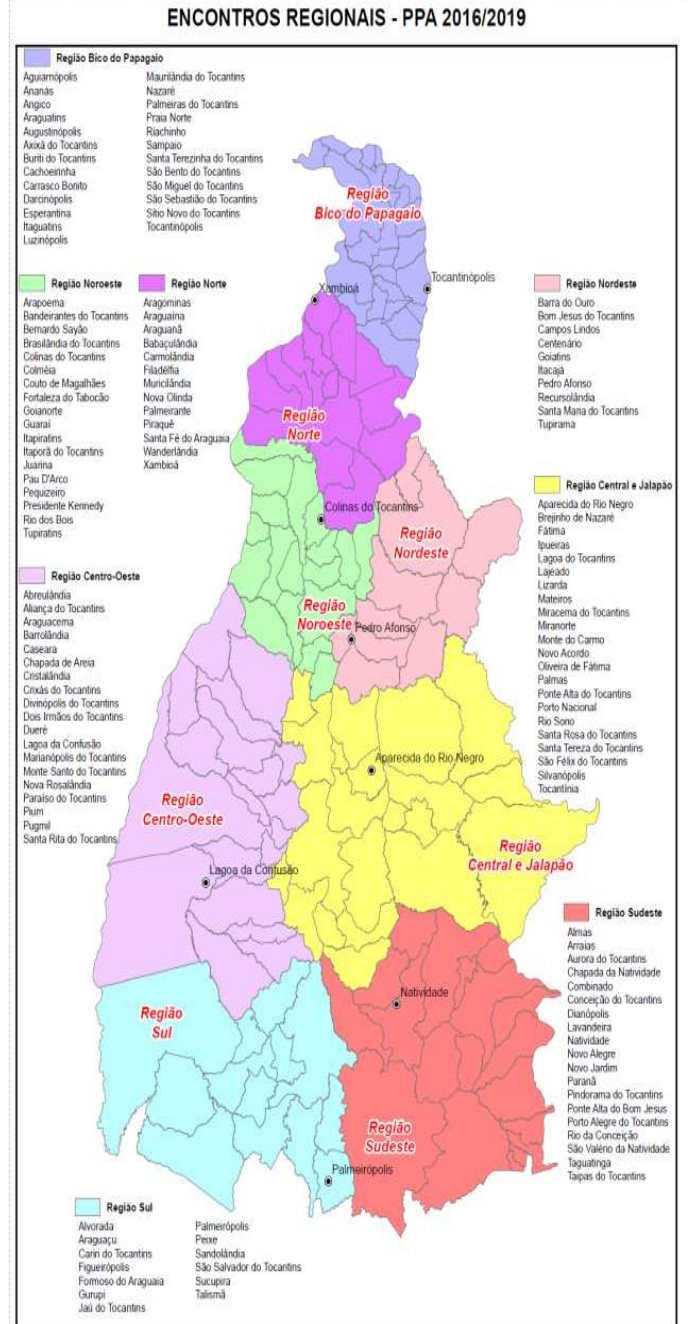 ENCONTROS REGIONAIS - PPA 2016/2019
Região Bico do Papagaio
Aguiarnópolis
Ananás
Angico
Araguatins
Augustinópolis
Axixá do Tocantins
Buriti do Tocantins
Cachoeirinha
Carrasco Bonito
Darcinópolis
Esperantina
Itaguatins
Luzinópolis
Maurilândia do Tocantins
Nazaré
Palmeiras do Tocantins
Praia Norte
Riachinho
Sampaio
Santa Terezinha do Tocantins
São Bento do Tocantins
São Miguel do Tocantins
São Sebastião do Tocantins
Sítio Novo do Tocantins
Tocantinópolis
Região
Bico do Papagaio
Tocantinópolis
Xambioá
Região Noroeste
Arapoema
Bandeirantes do Tocantins
Bernardo Sayão
Brasilândia do Tocantins
Colinas do Tocantins
Colméia
Couto de Magalhães
Fortaleza do Tabocão
Goianorte
Guaraí
Itapiratins
Itaporã do Tocantins
Juarina
Pau D'Arco
Pequizeiro
Presidente Kennedy
Rio dos Bois
Tupiratins
Região Norte
Aragominas
Araguaína
Araguanã
Babaçulândia
Carmolândia
Filadélfia
Muricilândia
Nova Olinda
Palmeirante
Piraquê
Santa Fé do Araguaia
Wanderlândia
Xambioá
Região Nordeste
Barra do Ouro
Bom Jesus do Tocantins
Campos Lindos
Centenário
Goiatins
Itacajá
Pedro Afonso
Recursolândia
Santa Maria do Tocantins
Tupirama
Região
Norte
Colinas do Tocantins
Região
Nordeste
Região
Noroeste
Pedro Afonso
Região Central e Jalapão
Aparecida do Rio Negro
Brejinho de Nazaré
Fátima
Ipueiras
Lagoa do Tocantins
Lajeado
Lizarda
Mateiros
Miracema do Tocantins
Miranorte
Monte do Carmo
Novo Acordo
Oliveira de Fátima
Palmas
Ponte Alta do Tocantins
Porto Nacional
Rio Sono
Santa Rosa do Tocantins
Santa Tereza do Tocantins
São Félix do Tocantins
Silvanópolis
Tocantínia
Região Centro-Oeste
Abreulândia
Aliança do Tocantins
Araguacema
Barrolândia
Caseara
Chapada de Areia
Cristalândia
Crixás do Tocantins
Divinópolis do Tocantins
Dois Irmãos do Tocantins
Dueré
Lagoa da Confusão
Marianópolis do Tocantins
Monte Santo do Tocantins
Nova Rosalândia
Paraíso do Tocantins
Pium
Pugmil
Santa Rita do Tocantins
Aparecida do Rio Negro
Região
Centro-Oeste
Lagoa da Confusão
Região
Central e Jalapão
Região Sudeste
Almas
Arraias
Aurora do Tocantins
Chapada da Natividade
Combinado
Conceição do Tocantins
Dianópolis
Lavandeira
Natividade
Novo Alegre
Novo Jardim
Paranã
Pindorama do Tocantins
Ponte Alta do Bom Jesus
Porto Alegre do Tocantins
Rio da Conceição
São Valério da Natividade
Taguatinga
Taipas do Tocantins
Natividade
Região
Sul
Região
Sudeste
Palmeirópolis
Região Sul
Alvorada
Araguaçu
Cariri do Tocantins
Figueirópolis
Formoso do Araguaia
Gurupi
Jaú do Tocantins
Palmeirópolis
Peixe
Sandolândia
São Salvador do Tocantins
Sucupira
Talismã